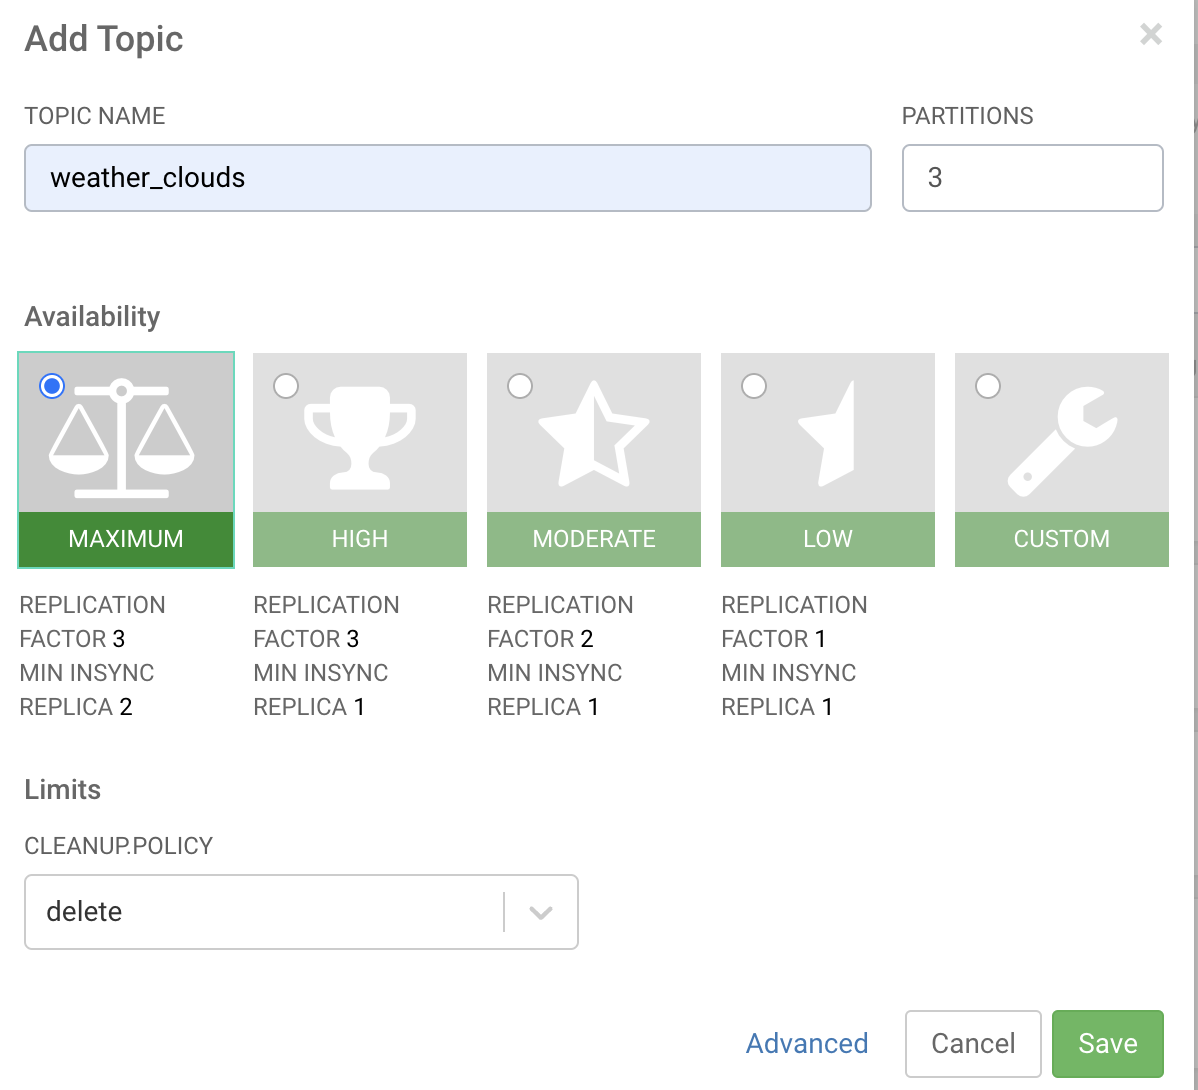 Add Topic
TOPIC NAME
PARTITIONS
weather_clouds
3
Availability
MAXIMUM
HIGH
MODERATE
LOW
CUSTOM
REPLICATION
FACTOR 3
MIN INSYNC
REPLICA 2
REPLICATION
FACTOR 3
MIN INSYNC
REPLICA 1
REPLICATION
FACTOR 2
MIN INSYNC
REPLICA 1
REPLICATION
FACTOR 1
MIN INSYNC
REPLICA 1
Limits
CLEANUP.POLICY
delete
Advanced
Cancel
Save